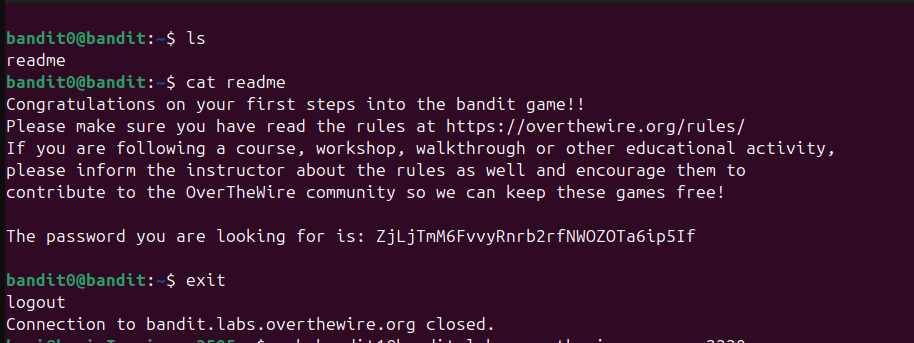 bandit0@bandit:~$ ls
readme
bandit0@bandit:~$ cat readme
Congratulations on your first steps into the bandit game!!
Please make sure you have read the rules at https://overthewire.org/rules/
If you are following a course, workshop, walkthrough or other educational activity,
please inform the instructor about the rules as well and encourage them to
contribute to the OverTheWire community so we can keep these games free!
The password you are looking for is: ZjLjTmM6FvvyRnrb2rfNWOZOTa6ip5If
bandit0@bandit:~$ exit
logout
Connection to bandit.labs.overthewire.org closed.